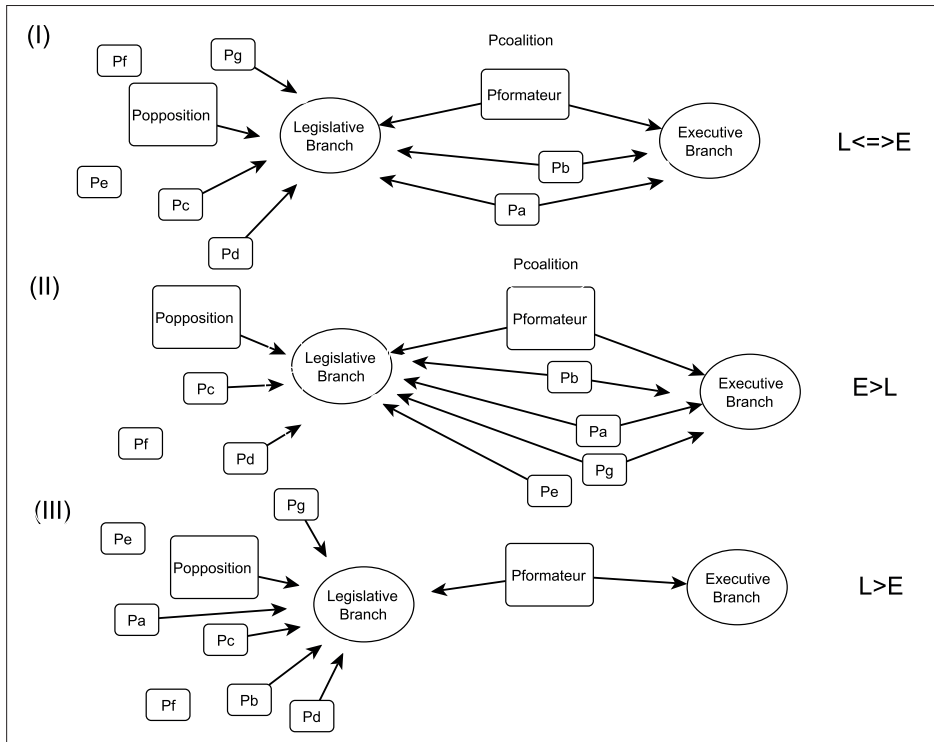 (I)
Pcoalition
Pf
Pg
Pformateur
Popposition
Legislative
Branch
Executive
Branch
L<=>E
Pb
Pe
Pc
Pa
Pd
(II)
Pcoalition
Popposition
Pformateur
Legislative
Branch
Pb
Executive
Branch
E>L
Pc
Pa
Pf
Pd
Pg
Pe
(III)
Pg
Pe
Popposition
Pformateur
Legislative
Branch
Executive
Branch
L>E
Pa
Pc
Pb
Pf
Pd